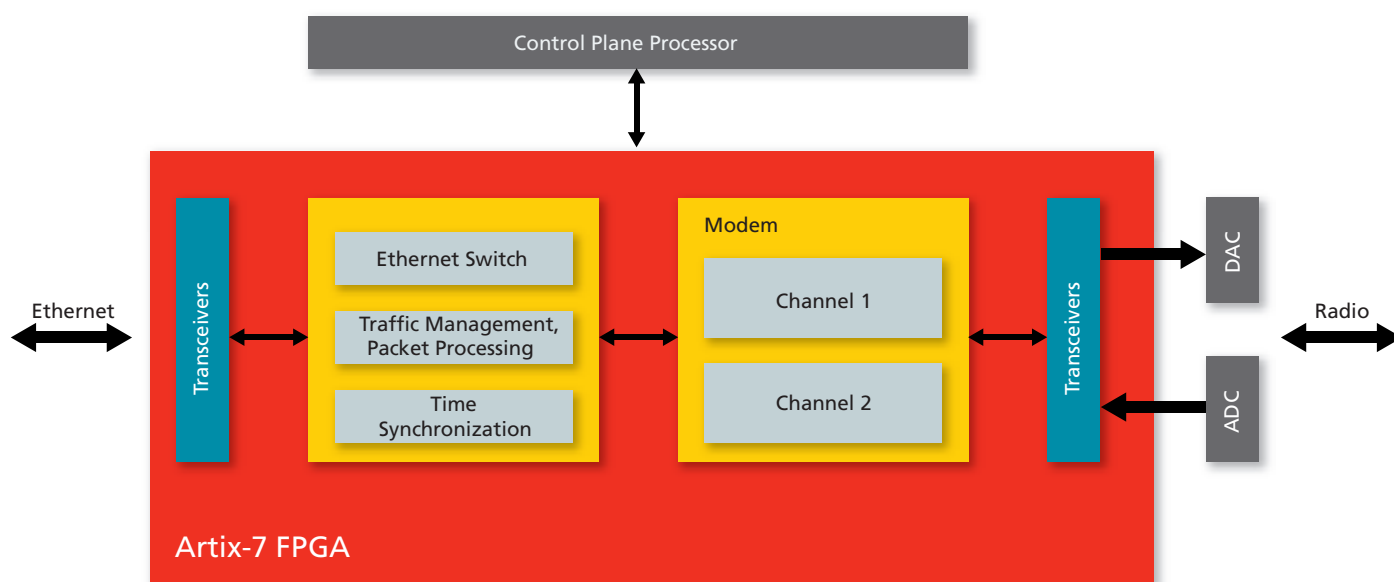 Control Plane Processor
Ethernet
Transceivers
Ethernet Switch
Traffic Management,
Packet Processing
Time
Synchronization
Modem
Channel 1
Channel 2
Transceivers
DAC
ADC
Radio
Artix-7 FPGA